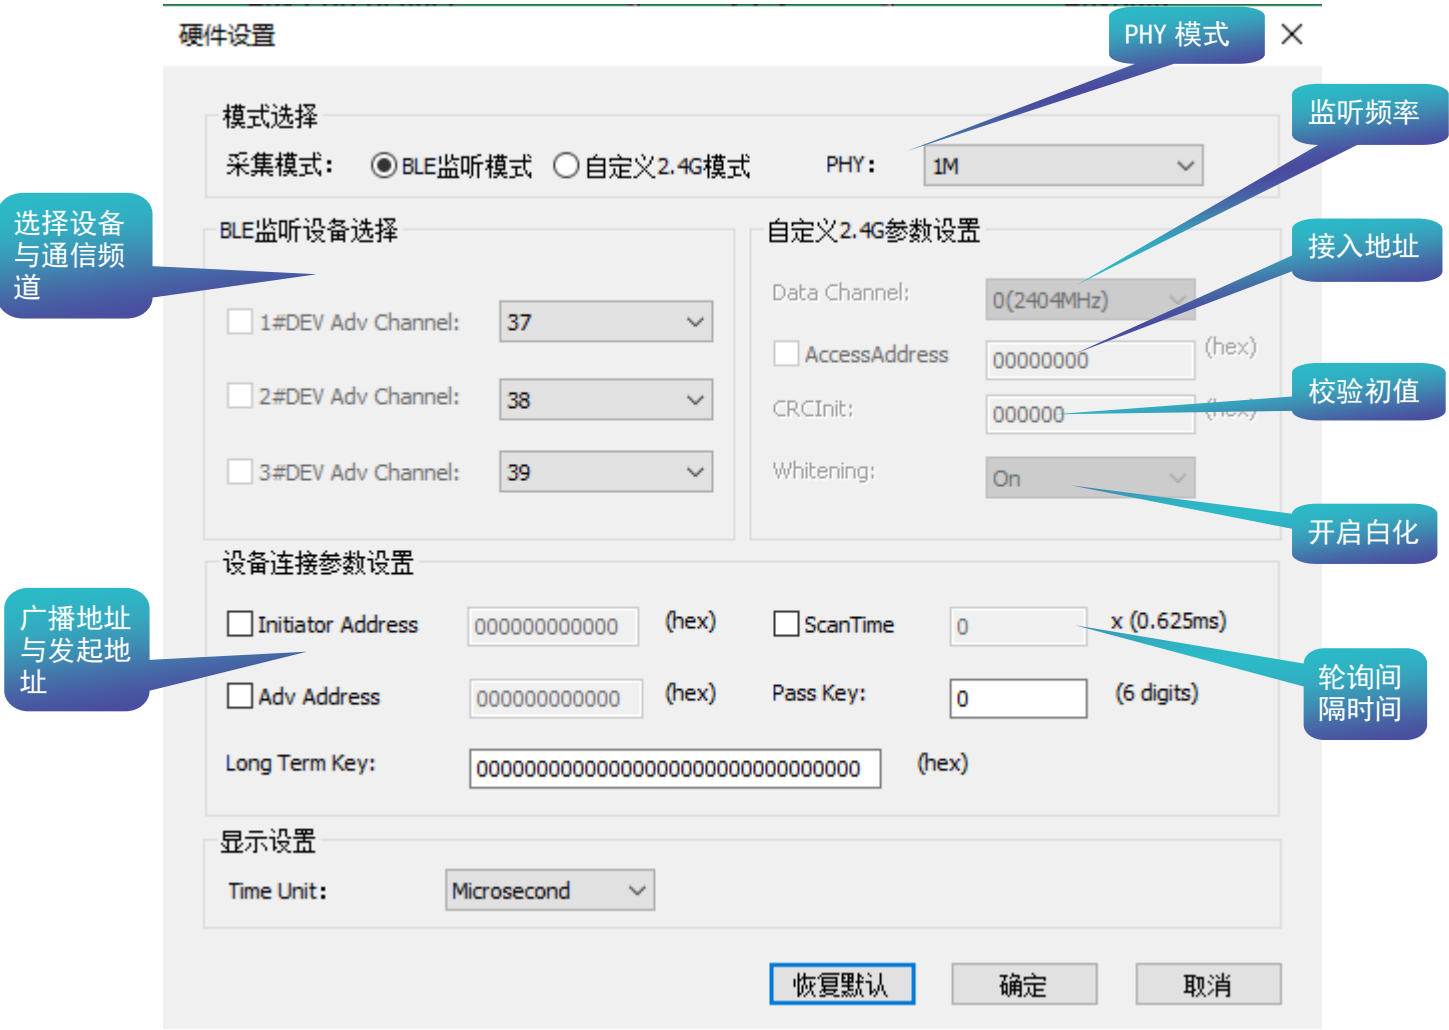 硬件设置
PHY 模式
监听频率
模式选择
采集模式： BLE监听模式 自定义2.4G模式 PHY： 1M
选择设备
与通信频
道
BLE监听设备选择
1#DEV Adv Channel: 37
2#DEV Adv Channel: 38
3#DEV Adv Channel: 39
自定义2.4G参数设置
接入地址
Data Channel: 0(2404MHz)
AccessAddress 00000000 (hex)
校验初值
CRCInit: 000000 (hex)
Whitening: On
开启白化
设备连接参数设置
广播地址
与发起地
址
Initiator Address 000000000000 (hex) ScanTime 0 x (0.625ms)
轮询间
隔时间
Adv Address 000000000000 (hex) Pass Key: 0 (6 digits)
Long Term Key: 00000000000000000000000000000000 (hex)
显示设置
Time Unit： Microsecond
恢复默认 确定 取消